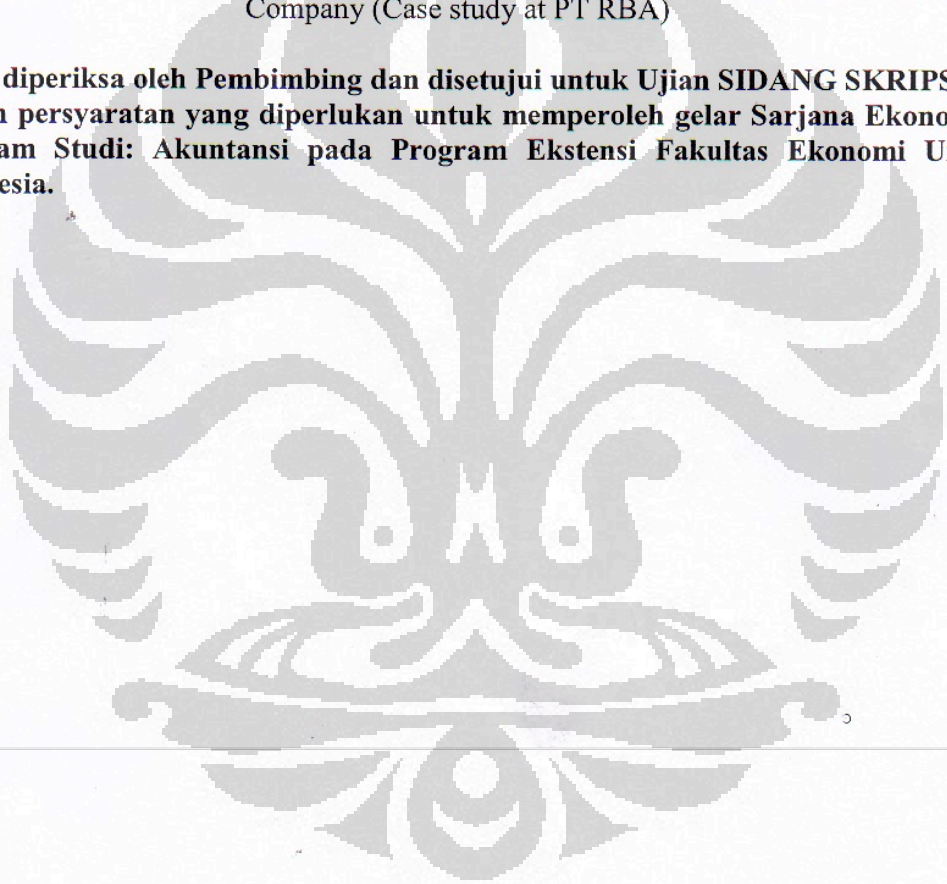 Company (Case study at PT RBA)
diperiksa oleh Pembimbing dan disetujui untuk Ujian SIDANG SKRIPS
n persyaratan yang diperlukan untuk memperoleh gelar Sarjana Ekono
am Studi: Akuntansi pada Program Ekstensi Fakultas Ekonomi U
esia.